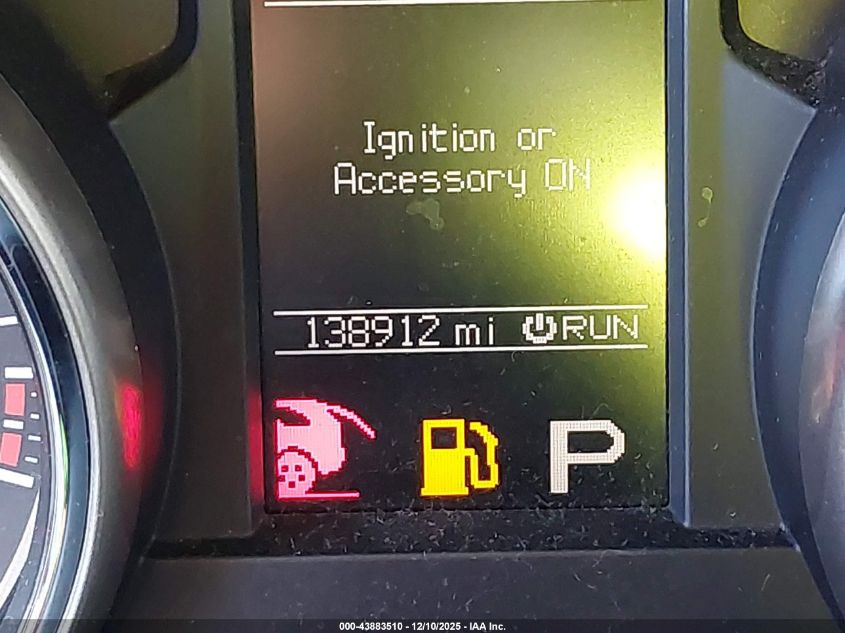 Ignition or
Accessory ON
138912 mi RUN
P
000-43883510 - 12/10/2025 - IAA Inc.